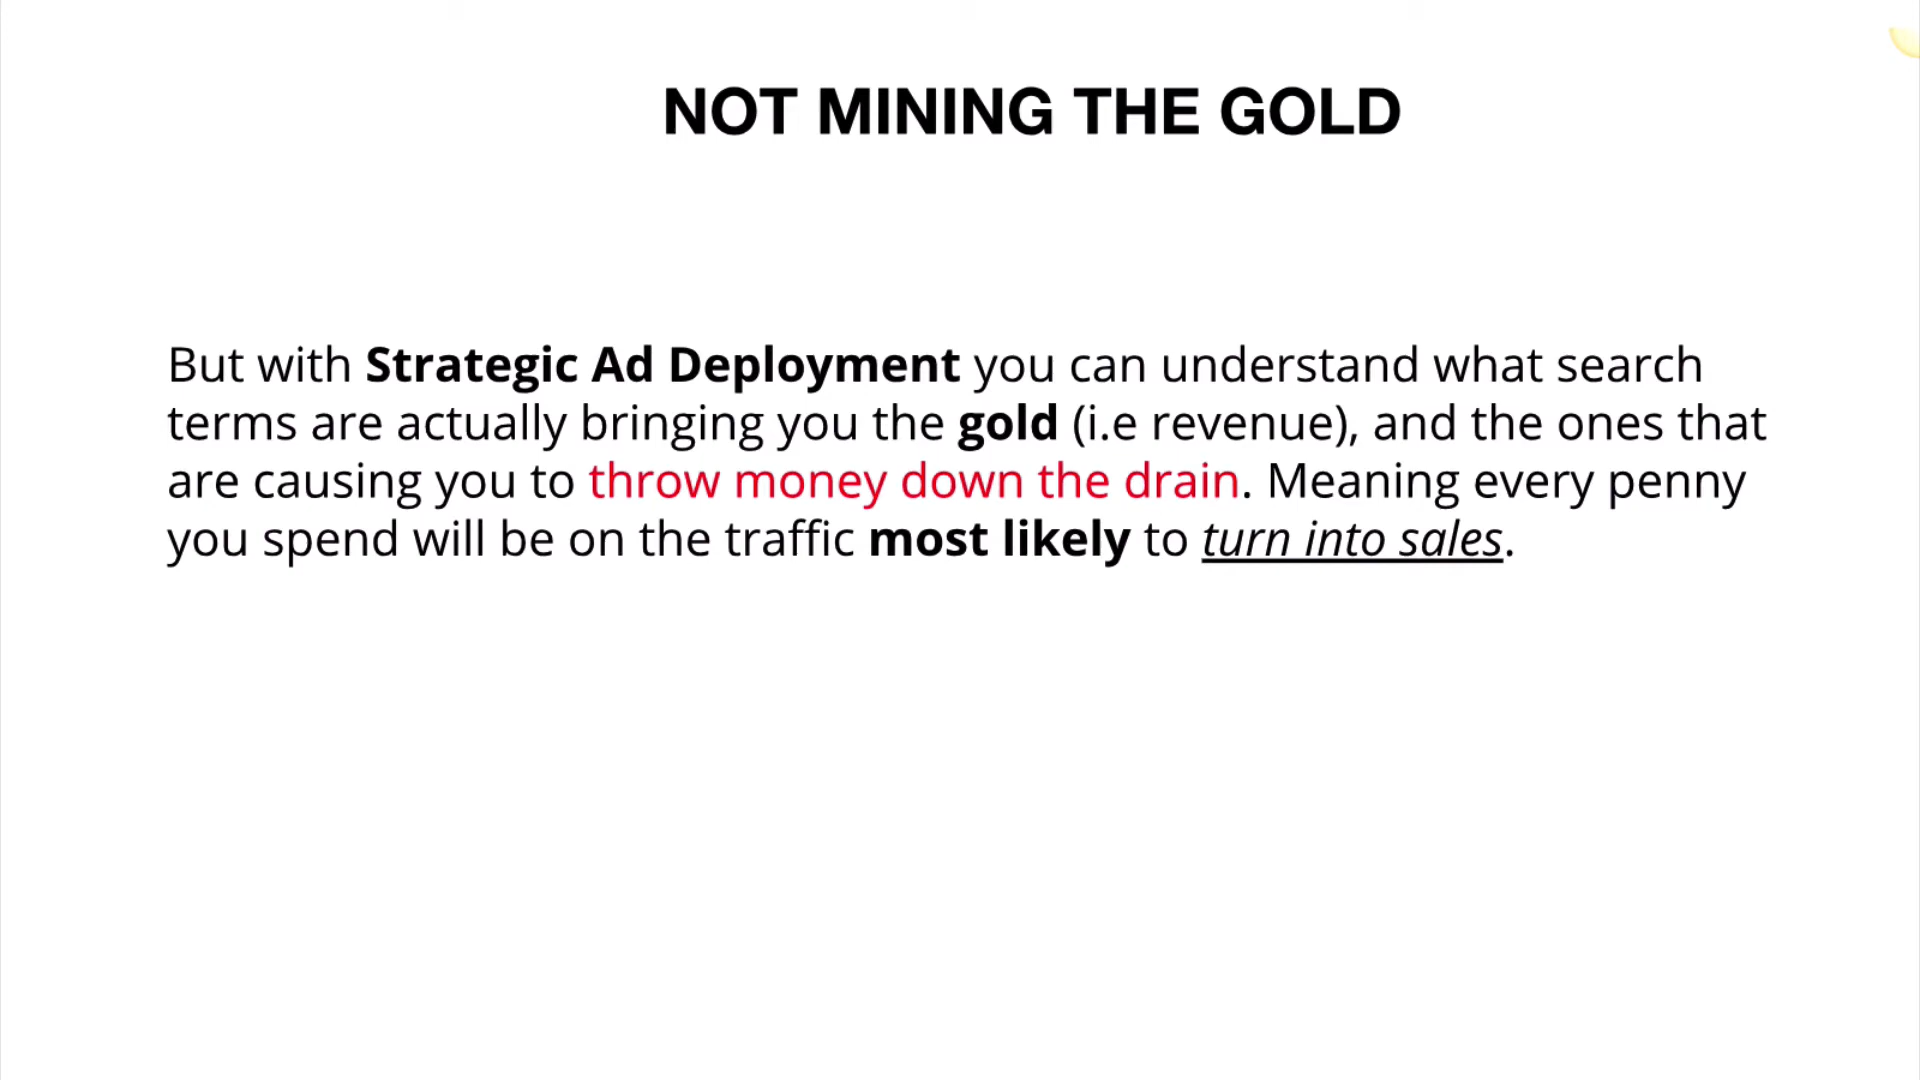 NOT MINING THE GOLD
But with Strategic Ad Deployment you can understand what search
terms are actually bringing you the gold (i.e revenue), and the ones that
are causing you to throw money down the drain. Meaning every penny
you spend will be on the traffic most likely to turn into sales.